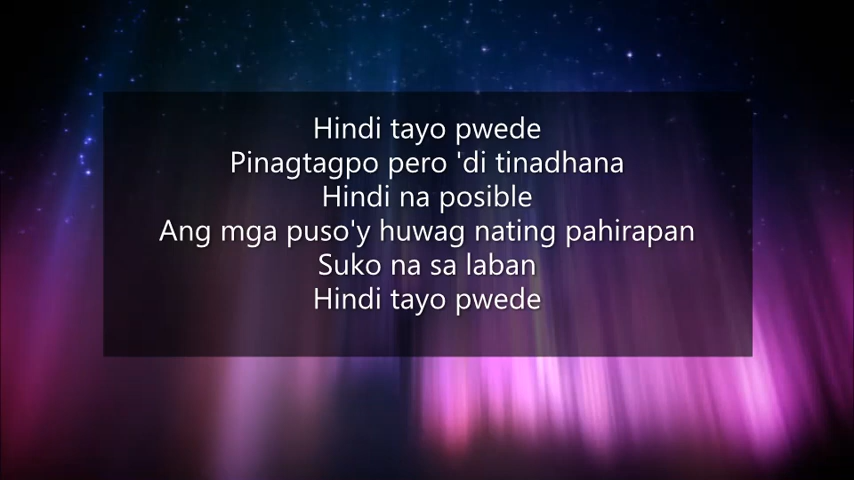 Hindi tayo pwede
Pinagtagpo pero 'di tinadhana
Hindi na posible
Ang mga puso'y huwag nating pahirapan
Suko na sa laban
Hindi tayo pwede